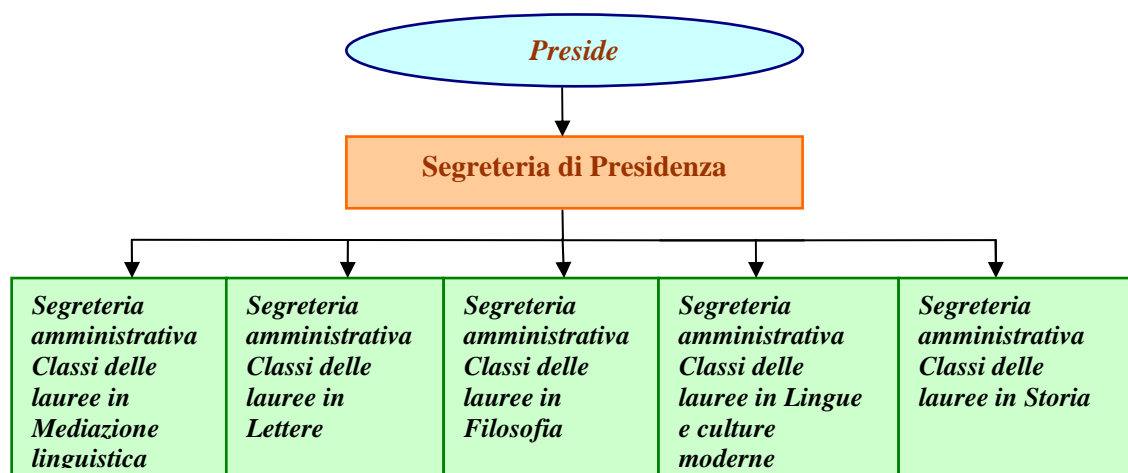 Preside
Segreteria di Presidenza
Segreteria
amministrativa
Classi delle
lauree in
Mediazione
linguistica
Segreteria
amministrativa
Classi delle
lauree in
Lettere
Segreteria
amministrativa
Classi delle
lauree in
Filosofia
Segreteria
amministrativa
Classi delle
lauree in Lingue
e culture
moderne
Segreteria
amministrativa
Classi delle
lauree in Storia